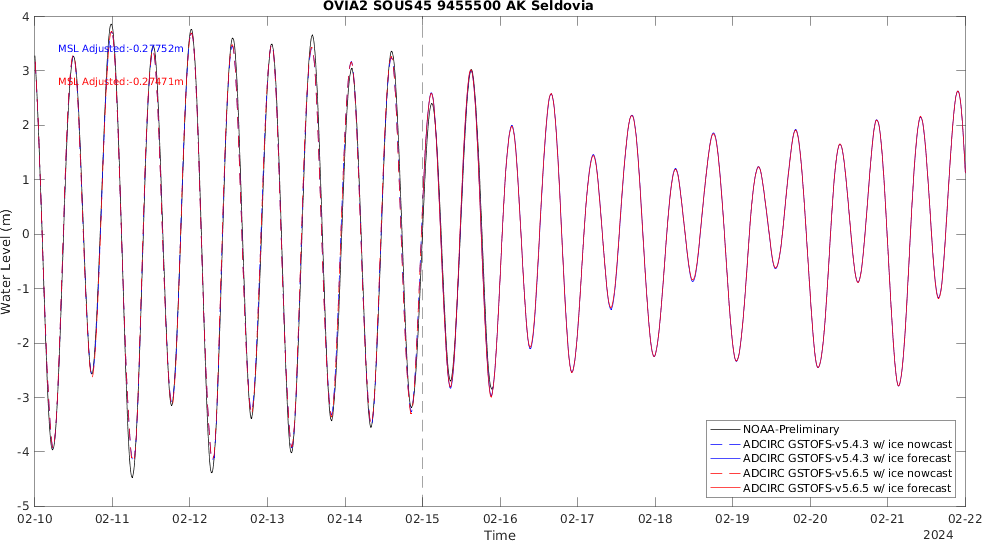 OVIA2 SOUS45 9455500 AK Seldovia
4
MSL Adjusted:-0.27752m
3
MSL Adjusted:-0.27471m
2
1
0
Water Level (m)
-1
-2
-3
-4
-5
NOAA-Preliminary
ADCIRC GSTOFS-v5.4.3 w/ ice nowcast
ADCIRC GSTOFS-v5.4.3 w/ ice forecast
ADCIRC GSTOFS-v5.6.5 w/ ice nowcast
ADCIRC GSTOFS-v5.6.5 w/ ice forecast
02-10 02-11 02-12 02-13 02-14 02-15 02-16 02-17 02-18 02-19 02-20 02-21 02-22
Time
2024